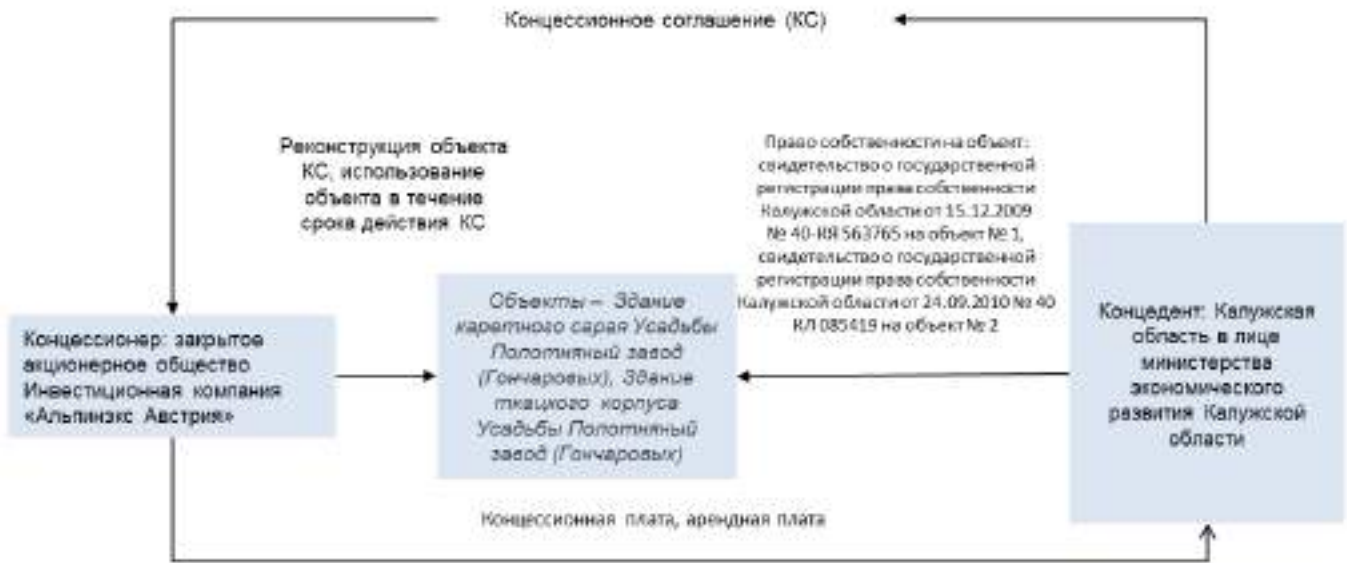 Концессионное соглашение (КС)
Реконструкция объекта
КС, использование
объекта в течение
срока действия КС
Право собственности на объект:
свидетельство о государственной
регистрации права собственности
Калужской области от 15.12.2009
№ 40-КЯ 563765 на объект № 1,
свидетельство о государственной
регистрации права собственности
Калужской области от 24.09.2010 № 40
КЛ 085419 на объект № 2
Концессионер: закрытое
акционерное общество
Инвестиционная компания
«Альпинэкс Австрия»
Объекты – Здание
каретного сарая Усадьбы
Полотняный завод
(Гончаровых), Здание
ткацкого корпуса
Усадьбы Полотняный
завод (Гончаровых)
Концедент: Калужская
область в лице
министерства
экономического
развития Калужской
области
Концессионная плата, арендная плата